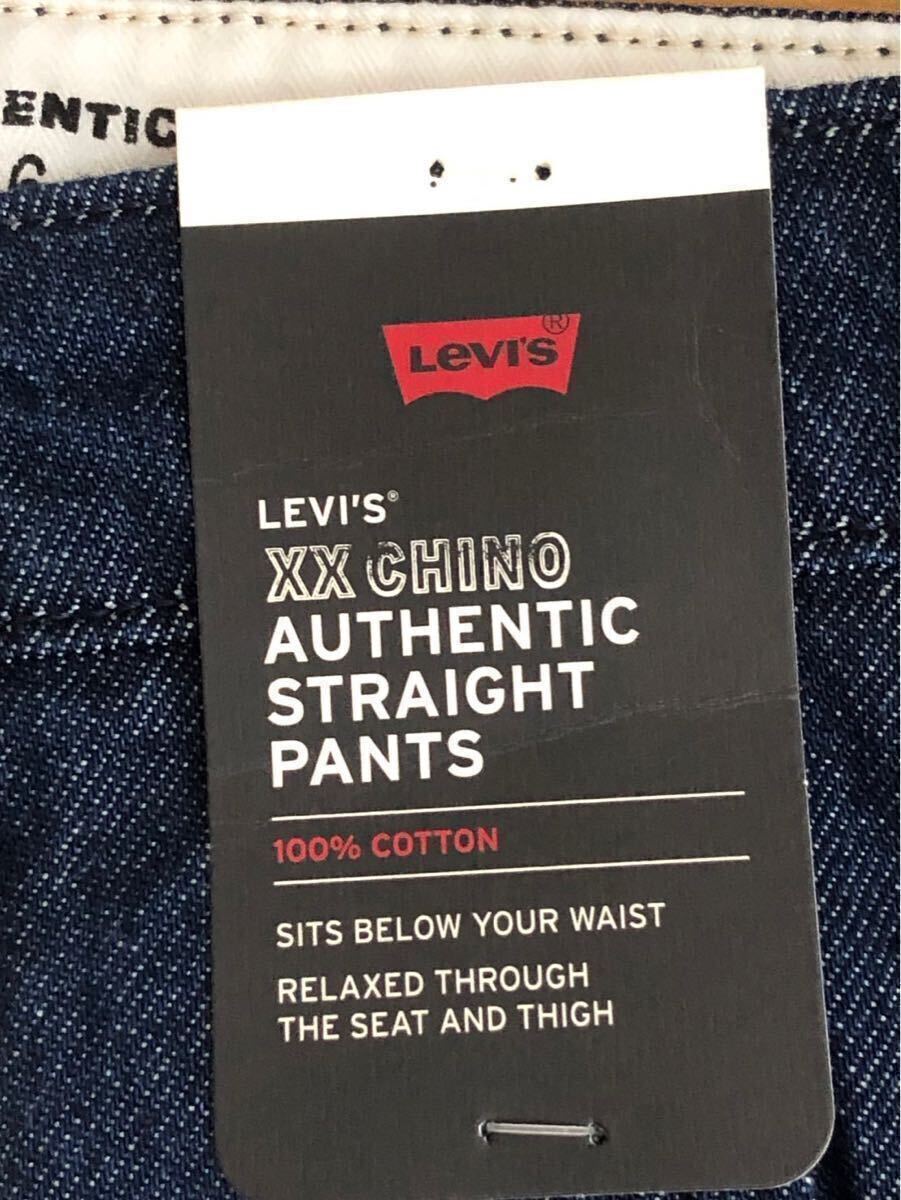 ENTIC
LEVI'S®
LEVI'S®
XX CHINO
AUTHENTIC
STRAIGHT
PANTS
100% COTTON
SITS BELOW YOUR WAIST
RELAXED THROUGH
THE SEAT AND THIGH